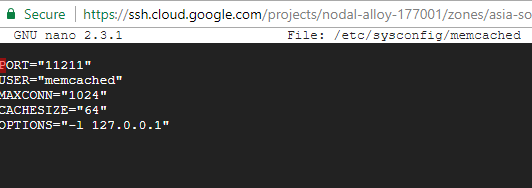 Secure https://ssh.cloud.google.com/projects/nodal-alloy-177001/zones/asia-so
GNU nano 2.3.1 File: /etc/sysconfig/memcached
PORT="11211"
USER="memcached"
MAXCONN="1024"
CACHESIZE="64"
OPTIONS="-l 127.0.0.1"